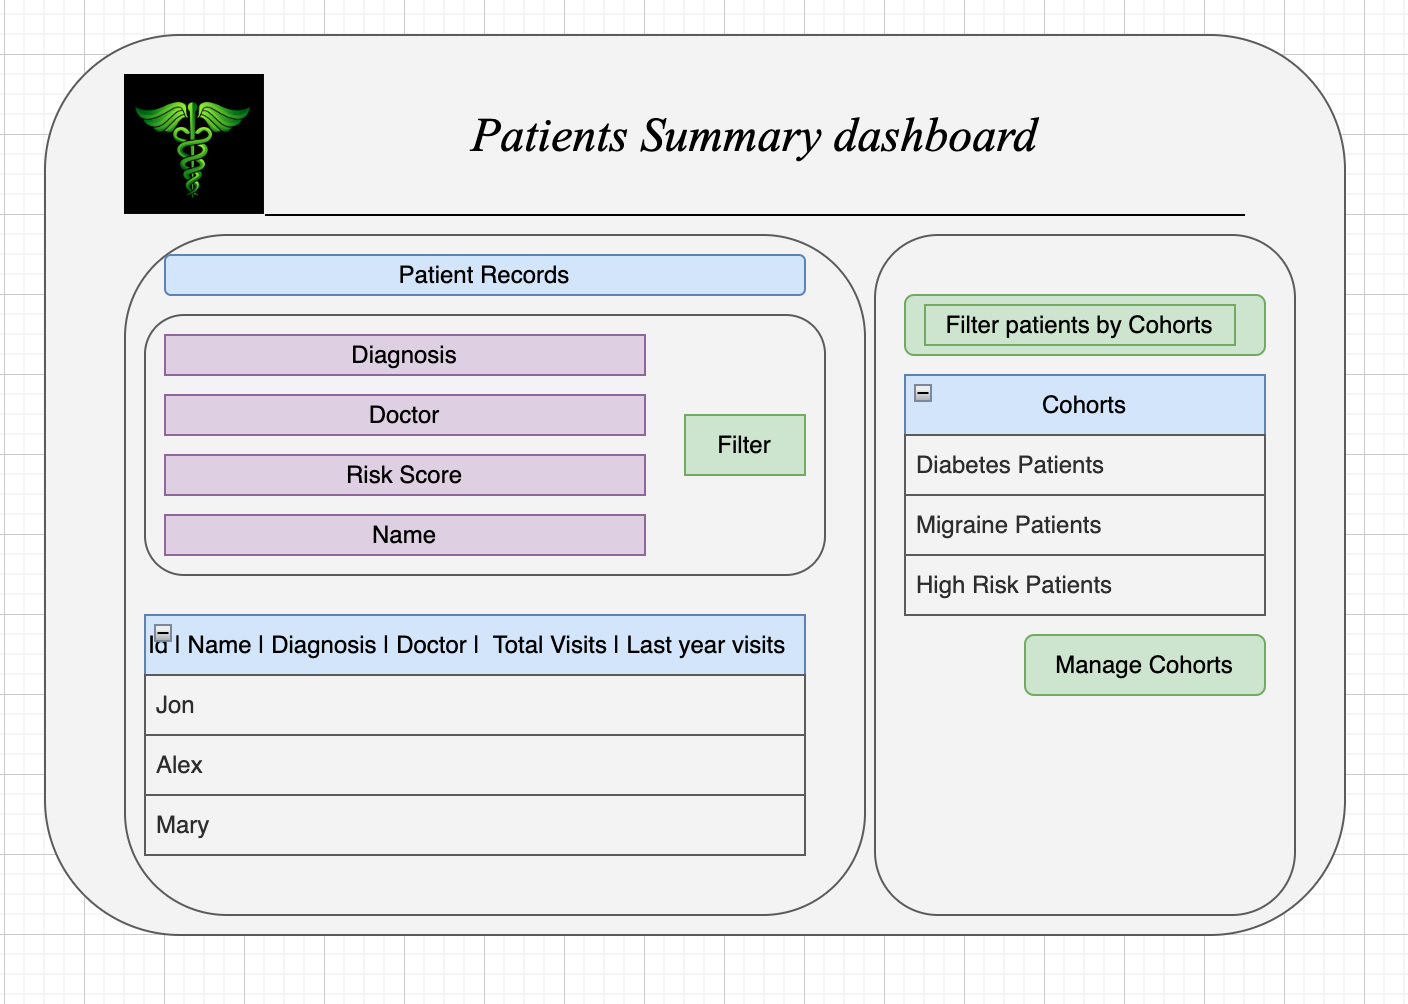 Patients Summary dashboard
Patient Records
Diagnosis
Doctor
Risk Score
Name
Filter
Id | Name | Diagnosis | Doctor |  Total Visits | Last year visits
Jon
Alex
Mary
Filter patients by Cohorts
Cohorts
Diabetes Patients
Migraine Patients
High Risk Patients
Manage Cohorts